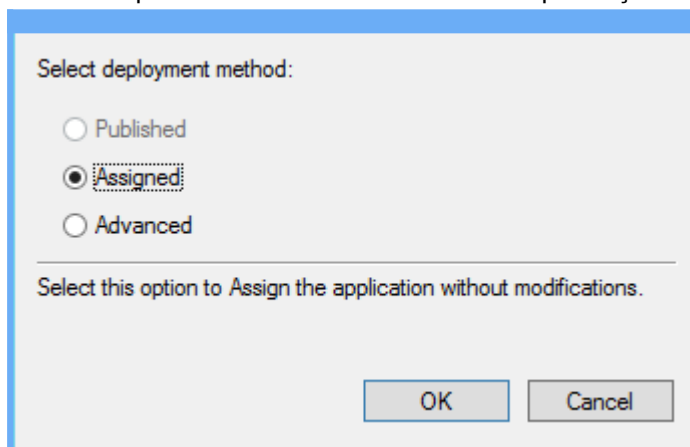 Select deployment method:
Published
Assigned
Advanced
Select this option to Assign the application without modifications.
OK Cancel